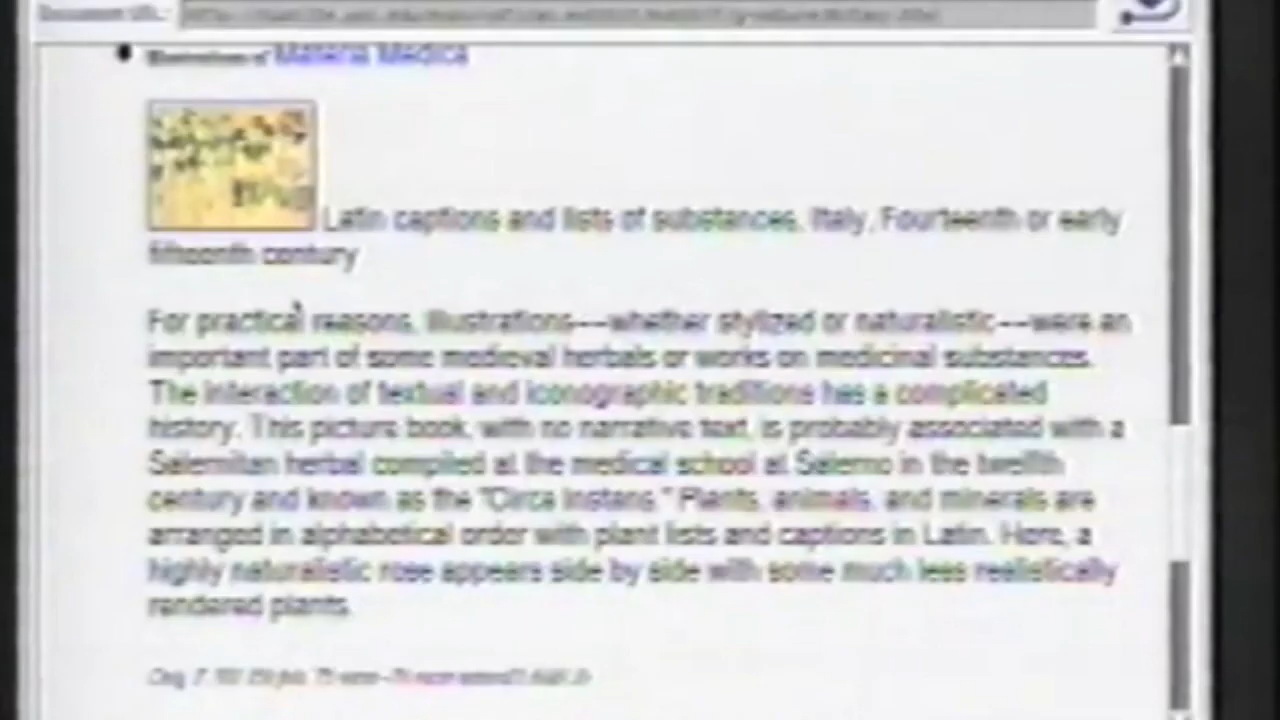 Document URL:
Illustrations of Materia Medica
Latin captions and lists of substances, Italy, Fourteenth or early
fifteenth century
For practical reasons, illustrations---whether stylized or naturalistic---were an
important part of some medieval herbals or works on medicinal substances.
The interaction of textual and iconographic traditions has a complicated
history. This picture book, with no narrative text, is probably associated with a
Salernitan herbal compiled at the medical school at Salerno in the twelfth
century and known as the "Circa Instans." Plants, animals, and minerals are
arranged in alphabetical order with plant lists and captions in Latin. Here, a
highly naturalistic rose appears side by side with some much less realistically
rendered plants.